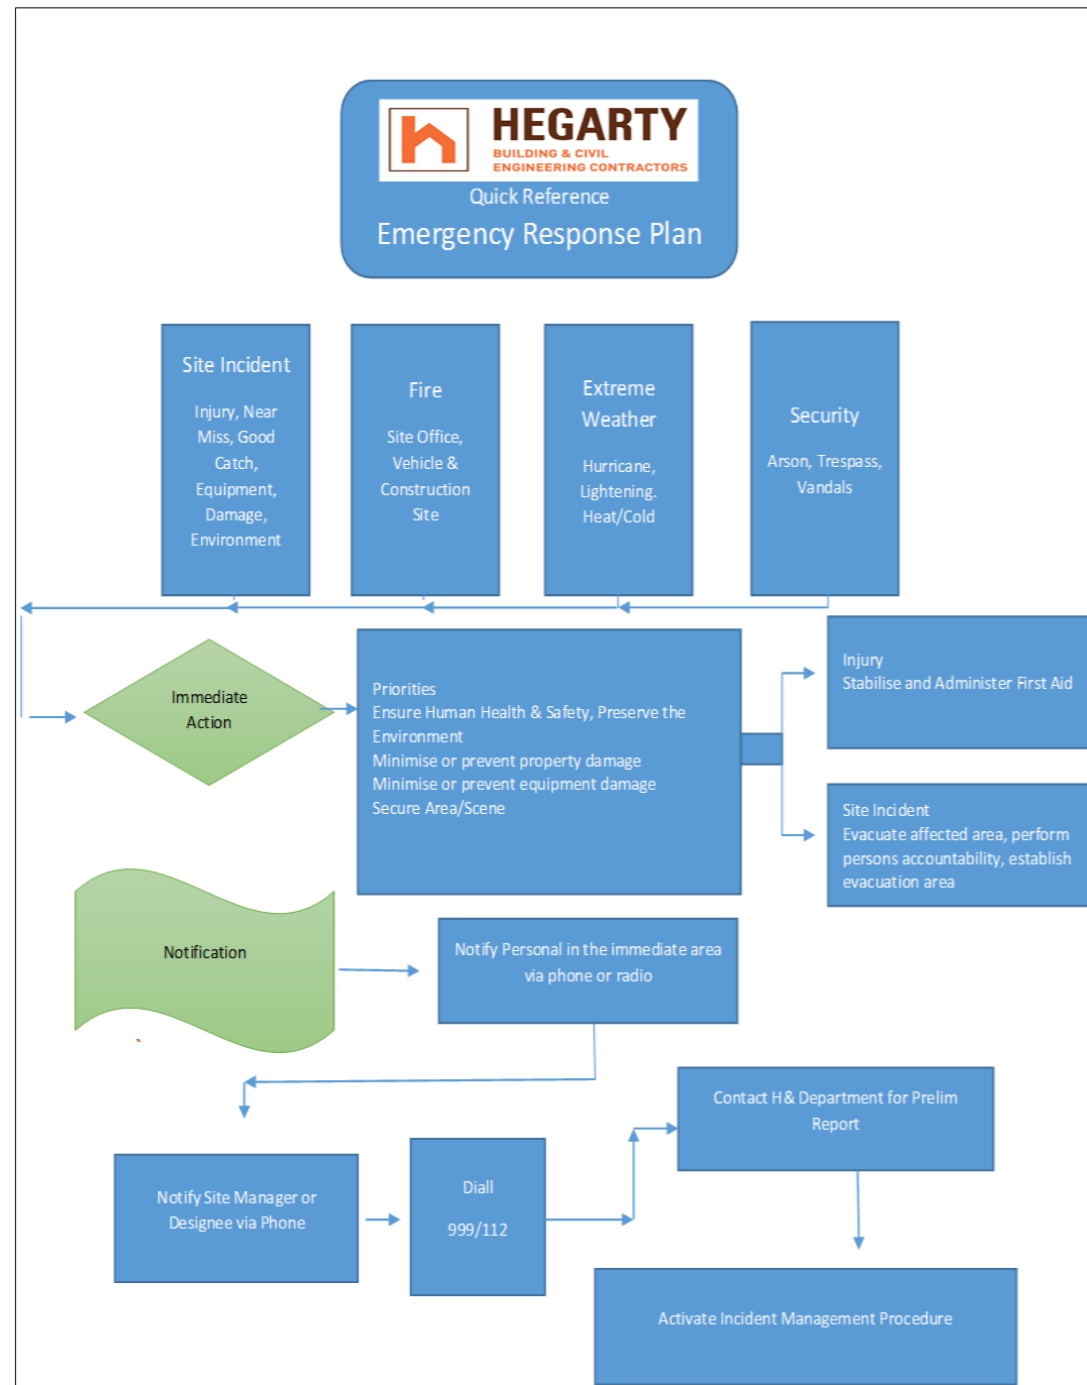 HEGARTY
BUILDING & CIVIL
ENGINEERING CONTRACTORS
Quick Reference
Emergency Response Plan
Site Incident
Injury, Near
Miss, Good
Catch,
Equipment,
Damage,
Environment
Fire
Site Office,
Vehicle &
Construction
Site
Extreme
Weather
Hurricane,
Lightening.
Heat/Cold
Security
Arson, Trespass,
Vandals
Immediate
Action
Priorities
Ensure Human Health & Safety, Preserve the
Environment
Minimise or prevent property damage
Minimise or prevent equipment damage
Secure Area/Scene
Injury
Stabilise and Administer First Aid
Site Incident
Evacuate affected area, perform
persons accountability, establish
evacuation area
Notification
Notify Personal in the immediate area
via phone or radio
Notify Site Manager or
Designee via Phone
Diall
999/112
Contact H& Department for Prelim
Report
Activate Incident Management Procedure